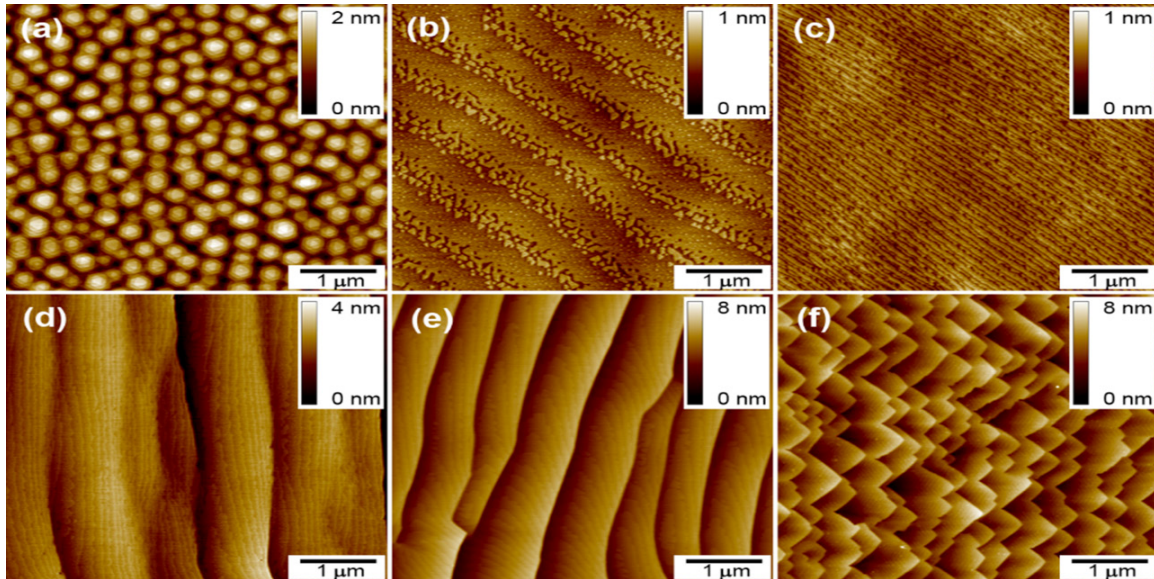 (a)
2 nm
0 nm
1 μm
(b)
1 nm
0 nm
1 μm
(c)
1 nm
0 nm
1 μm
(d)
4 nm
0 nm
1 μm
(e)
8 nm
0 nm
1 μm
(f)
8 nm
0 nm
1 μm